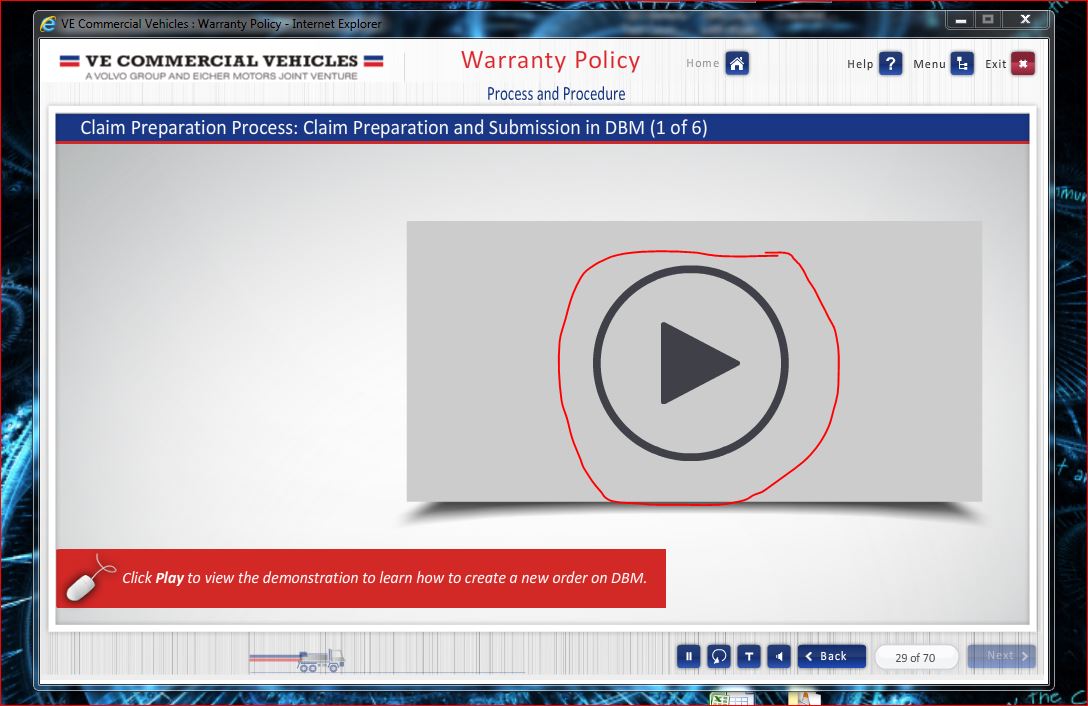 VE Commercial Vehicles : Warranty Policy - Internet Explorer
VE COMMERCIAL VEHICLES
A VOLVO GROUP AND EICHER MOTORS JOINT VENTURE
Warranty Policy
Home
Help ?
Menu
Exit
Process and Procedure
Claim Preparation Process: Claim Preparation and Submission in DBM (1 of 6)
Click Play to view the demonstration to learn how to create a new order on DBM.
T
Back
29 of 70
Next
The C